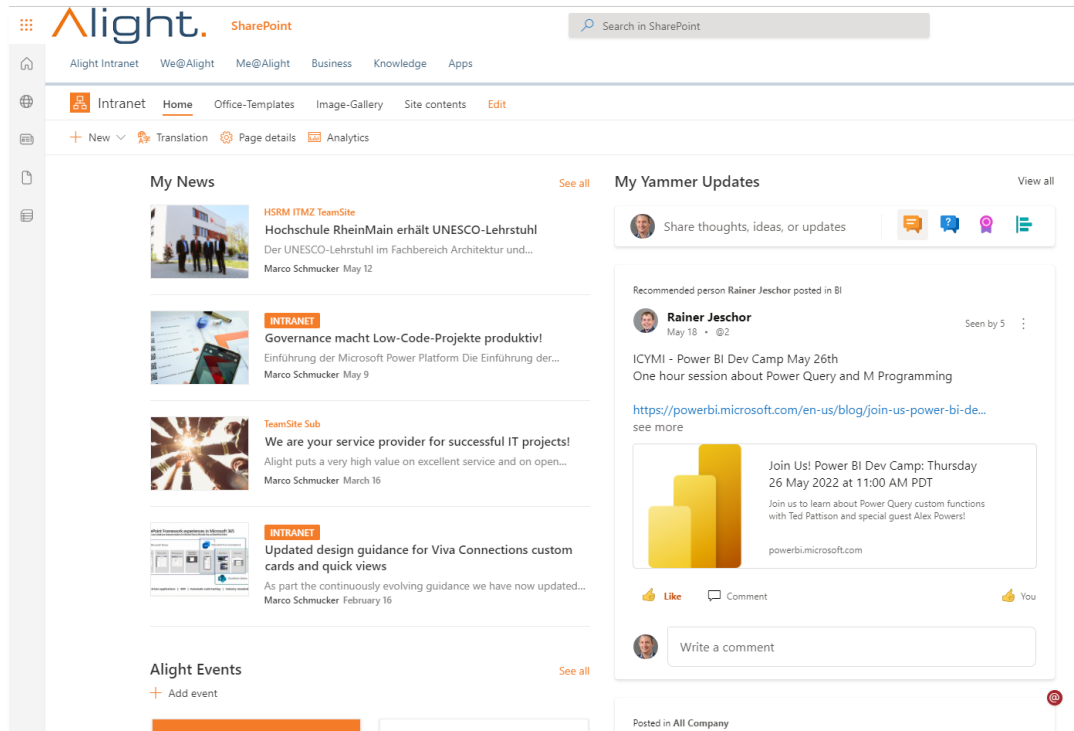 Alight.
SharePoint
Search in SharePoint
Alight Intranet We@Alight Me@Alight Business Knowledge Apps
Intranet Home Office-Templates Image-Gallery Site contents Edit
New Translation Page details Analytics
My News
See all
HSRM ITMZ TeamSite
Hochschule RheinMain erhält UNESCO-Lehrstuhl
Der UNESCO-Lehrstuhl im Fachbereich Architektur und...
Marco Schmucker May 12
INTRANET
Governance macht Low-Code-Projekte produktiv!
Einführung der Microsoft Power Platform Die Einführung der...
Marco Schmucker May 9
TeamSite Sub
We are your service provider for successful IT projects!
Alight puts a very high value on excellent service and on open...
Marco Schmucker March 16
INTRANET
Updated design guidance for Viva Connections custom
cards and quick views
As part the continuously evolving guidance we have now updated...
Marco Schmucker February 16
Alight Events
See all
Add event
My Yammer Updates
View all
Share thoughts, ideas, or updates
Recommended person Rainer Jeschor posted in BI
Rainer Jeschor
May 18 • @2
Seen by 5
ICYMI - Power BI Dev Camp May 26th
One hour session about Power Query and M Programming
https://powerbi.microsoft.com/en-us/blog/join-us-power-bi-de...
see more
Join Us! Power BI Dev Camp: Thursday
26 May 2022 at 11:00 AM PDT
Join us to learn about Power Query custom functions
with Ted Pattison and special guest Alex Powers!
powerbi.microsoft.com
Like Comment You
Write a comment
@
Posted in All Company